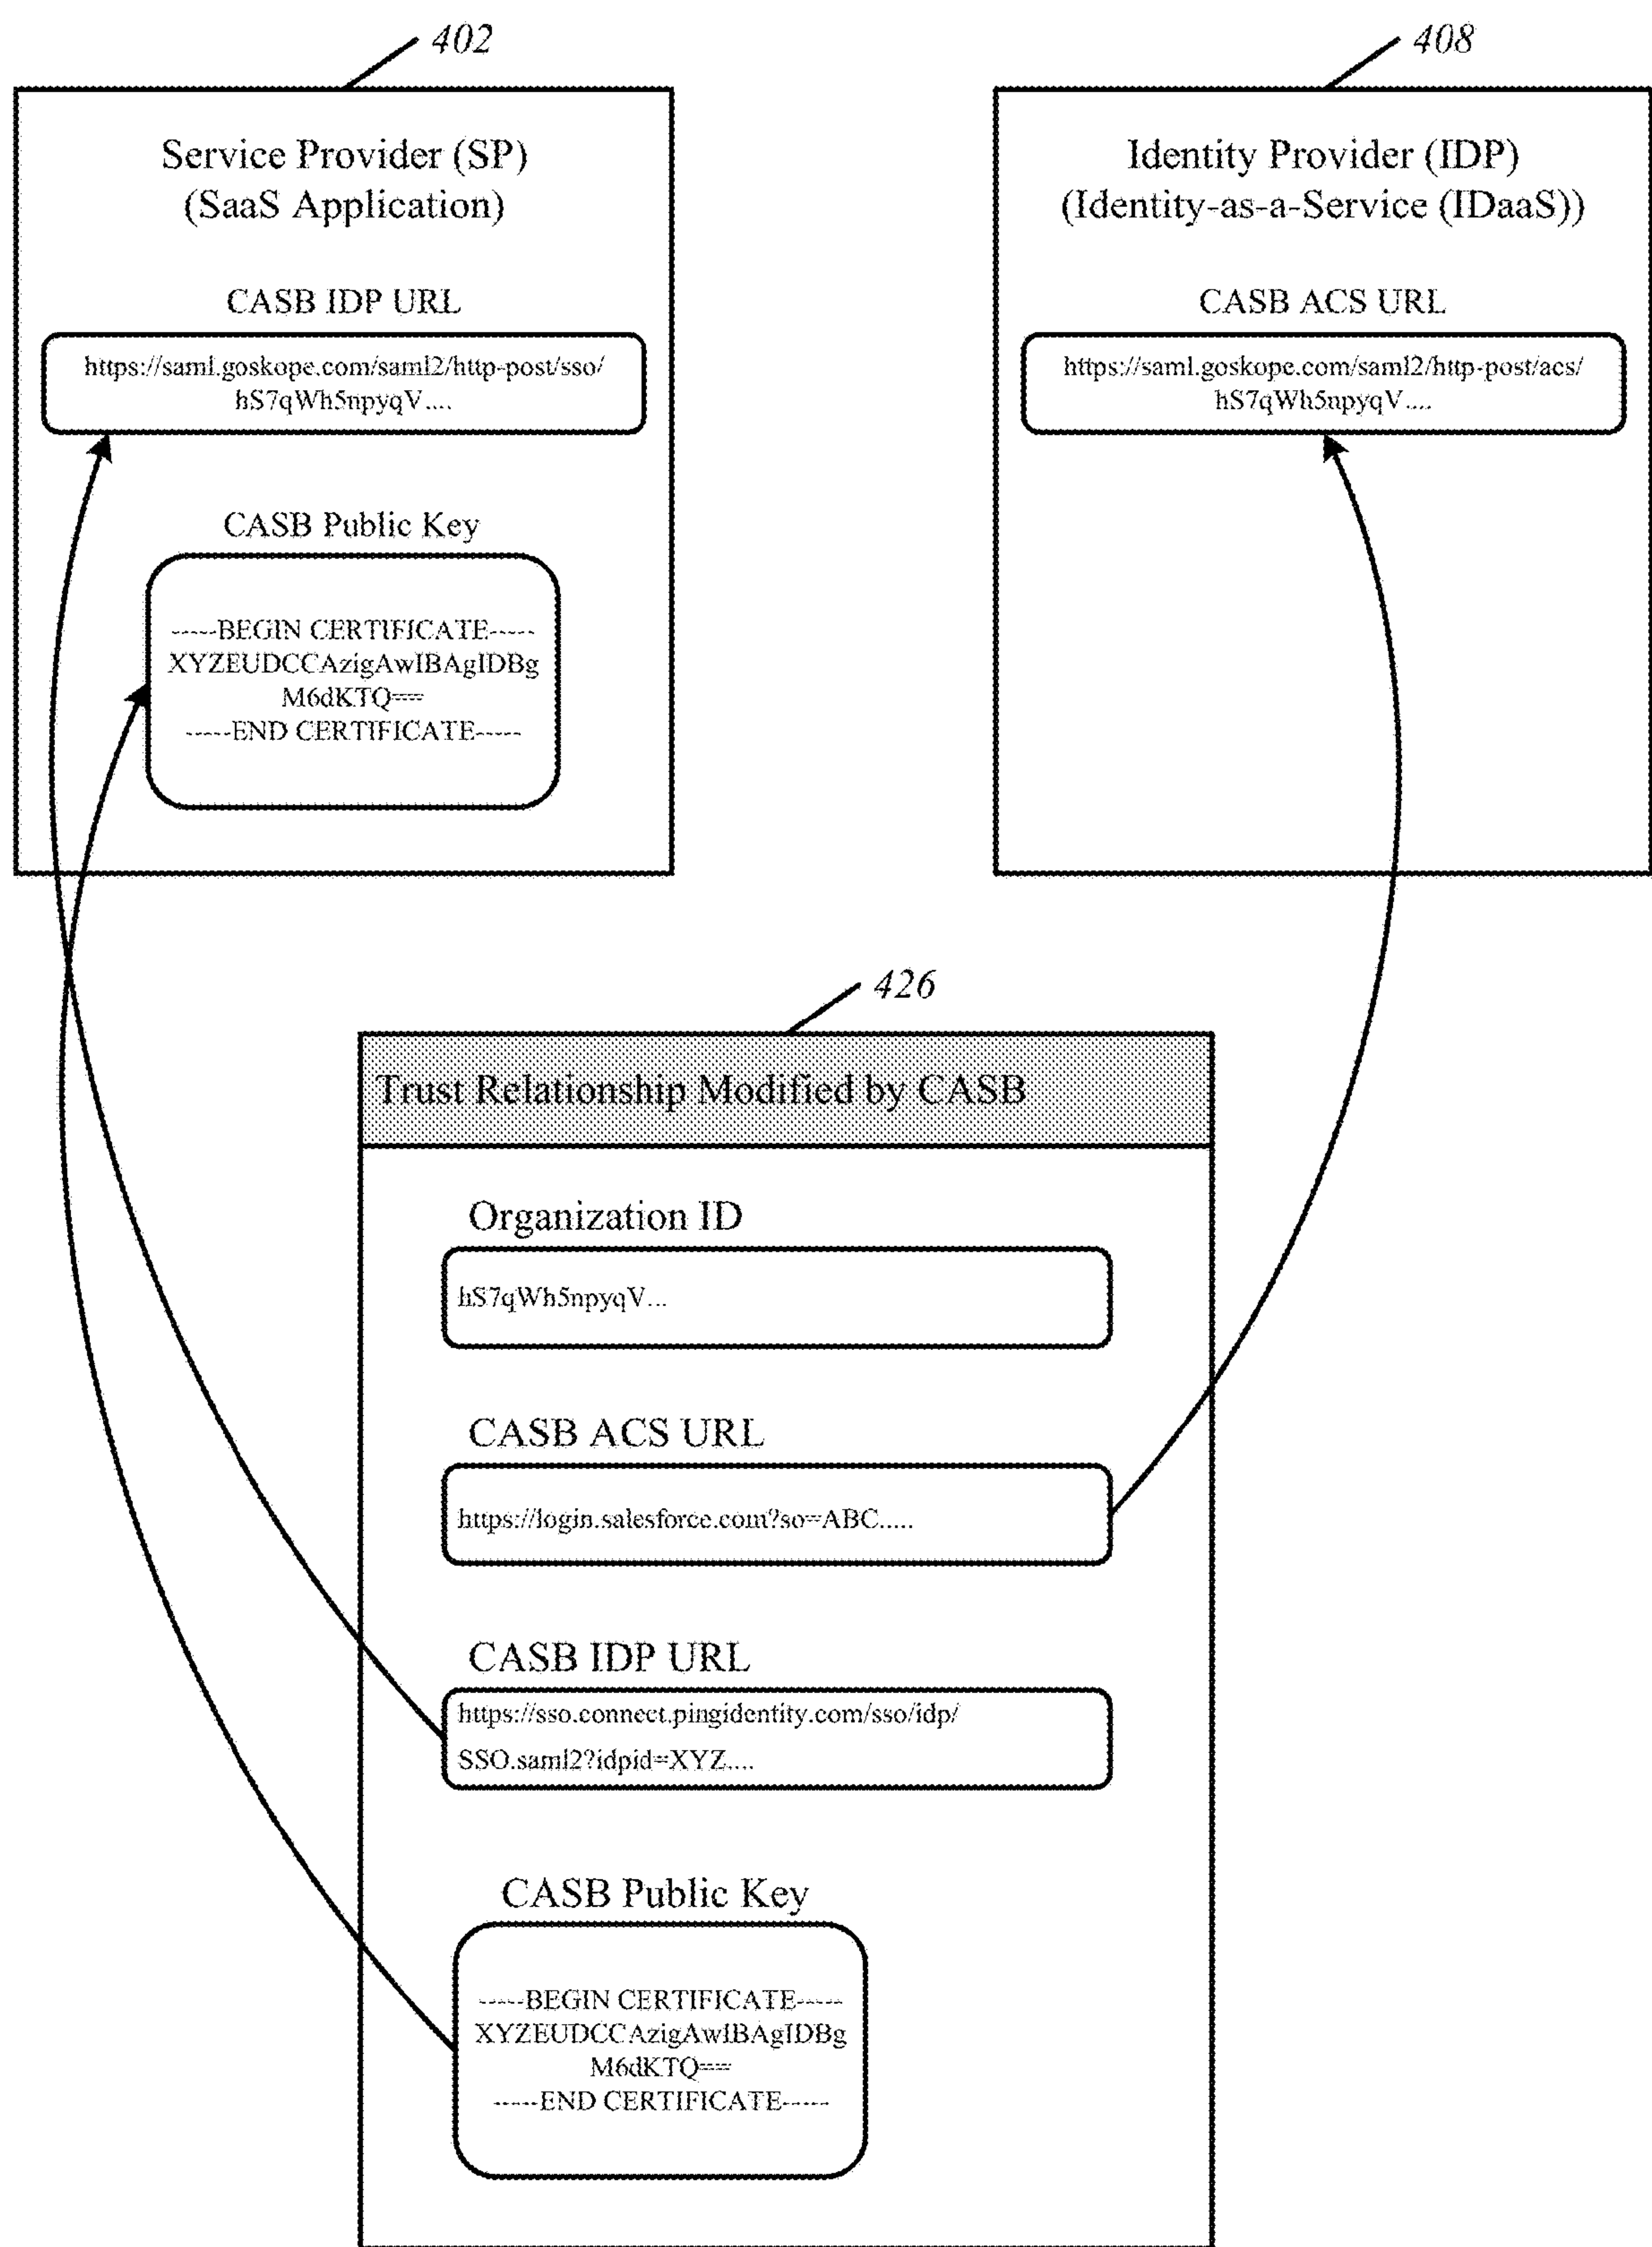 402
Service Provider (SP)
(SaaS Application)
CASB IDP URL
https://saml.goskope.com/saml2/http-post/sso/
hS7qWh5npyqV....
CASB Public Key
-----BEGIN CERTIFICATE-----
XYZEUDCCAzigAwIBAgIDBg
M6dKTQ===
-----END CERTIFICATE-----
408
Identity Provider (IDP)
(Identity-as-a-Service (IDaaS))
CASB ACS URL
https://saml.goskope.com/saml2/http-post/acs/
hS7qWh5npyqV....
426
Trust Relationship Modified by CASB
Organization ID
hS7qWh5npyqV...
CASB ACS URL
https://login.salesforce.com?so=ABC.....
CASB IDP URL
https://sso.connect.pingidentity.com/sso/idp/
SSO.saml2?idpid=XYZ....
CASB Public Key
-----BEGIN CERTIFICATE-----
XYZEUDCCAzigAwIBAgIDBg
M6dKTQ===
-----END CERTIFICATE-----